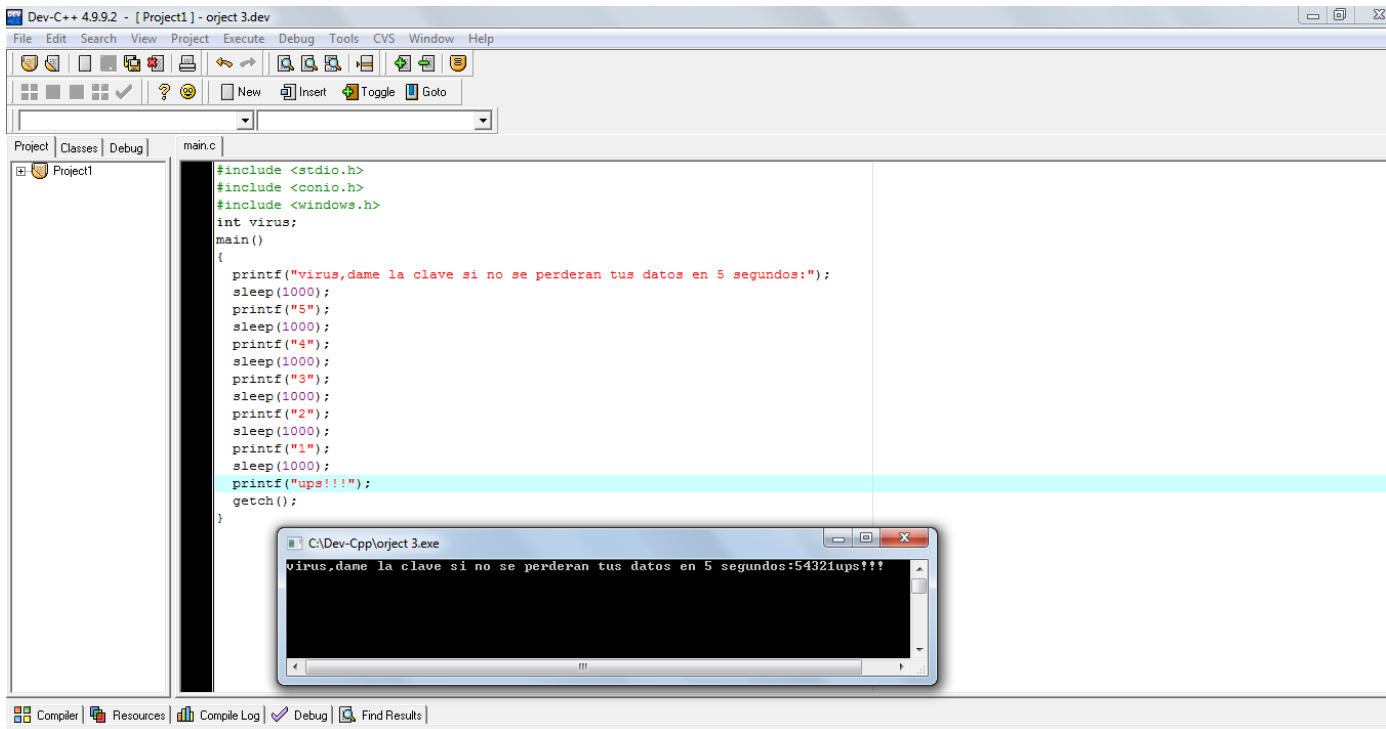 Dev-C++ 4.9.9.2 - [ Project1 ] - orject 3.dev
File Edit Search View Project Execute Debug Tools CVS Window Help
New Insert Toggle Goto
Project Classes Debug main.c
Project1
#include <stdio.h>
#include <conio.h>
#include <windows.h>
int virus;
main()
{
printf("virus,dame la clave si no se perderan tus datos en 5 segundos:");
sleep(1000);
printf("5");
sleep(1000);
printf("4");
sleep(1000);
printf("3");
sleep(1000);
printf("2");
sleep(1000);
printf("1");
sleep(1000);
printf("ups!!!");
getch();
}
C:\Dev-Cpp\orject 3.exe
virus,dame la clave si no se perderan tus datos en 5 segundos:54321ups!!!
Compiler Resources Compile Log Debug Find Results